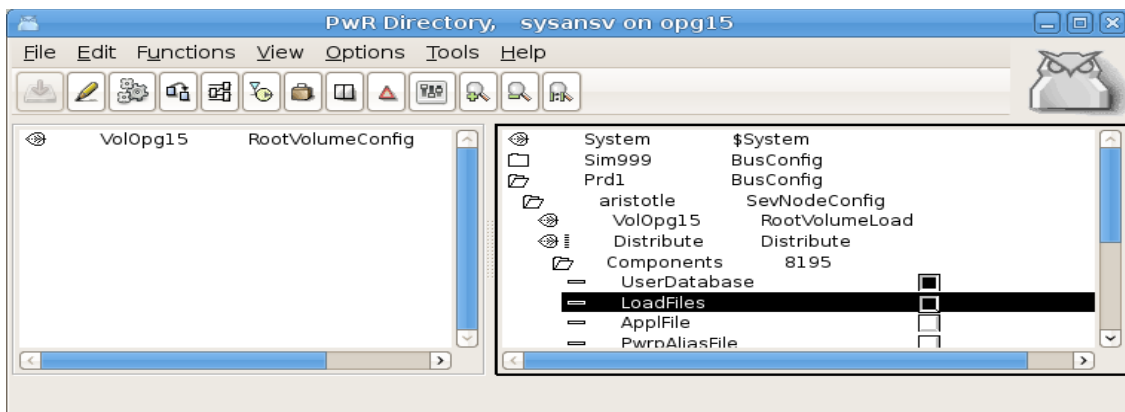 PwR Directory, sysansv on opg15
File Edit Functions View Options Tools Help
VolOpg15 RootVolumeConfig
System $System
Sim999 BusConfig
Prd1 BusConfig
aristotle SevNodeConfig
VolOpg15 RootVolumeLoad
Distribute Distribute
Components 8195
UserDatabase
LoadFiles
ApplFile
PwrpAliasFile